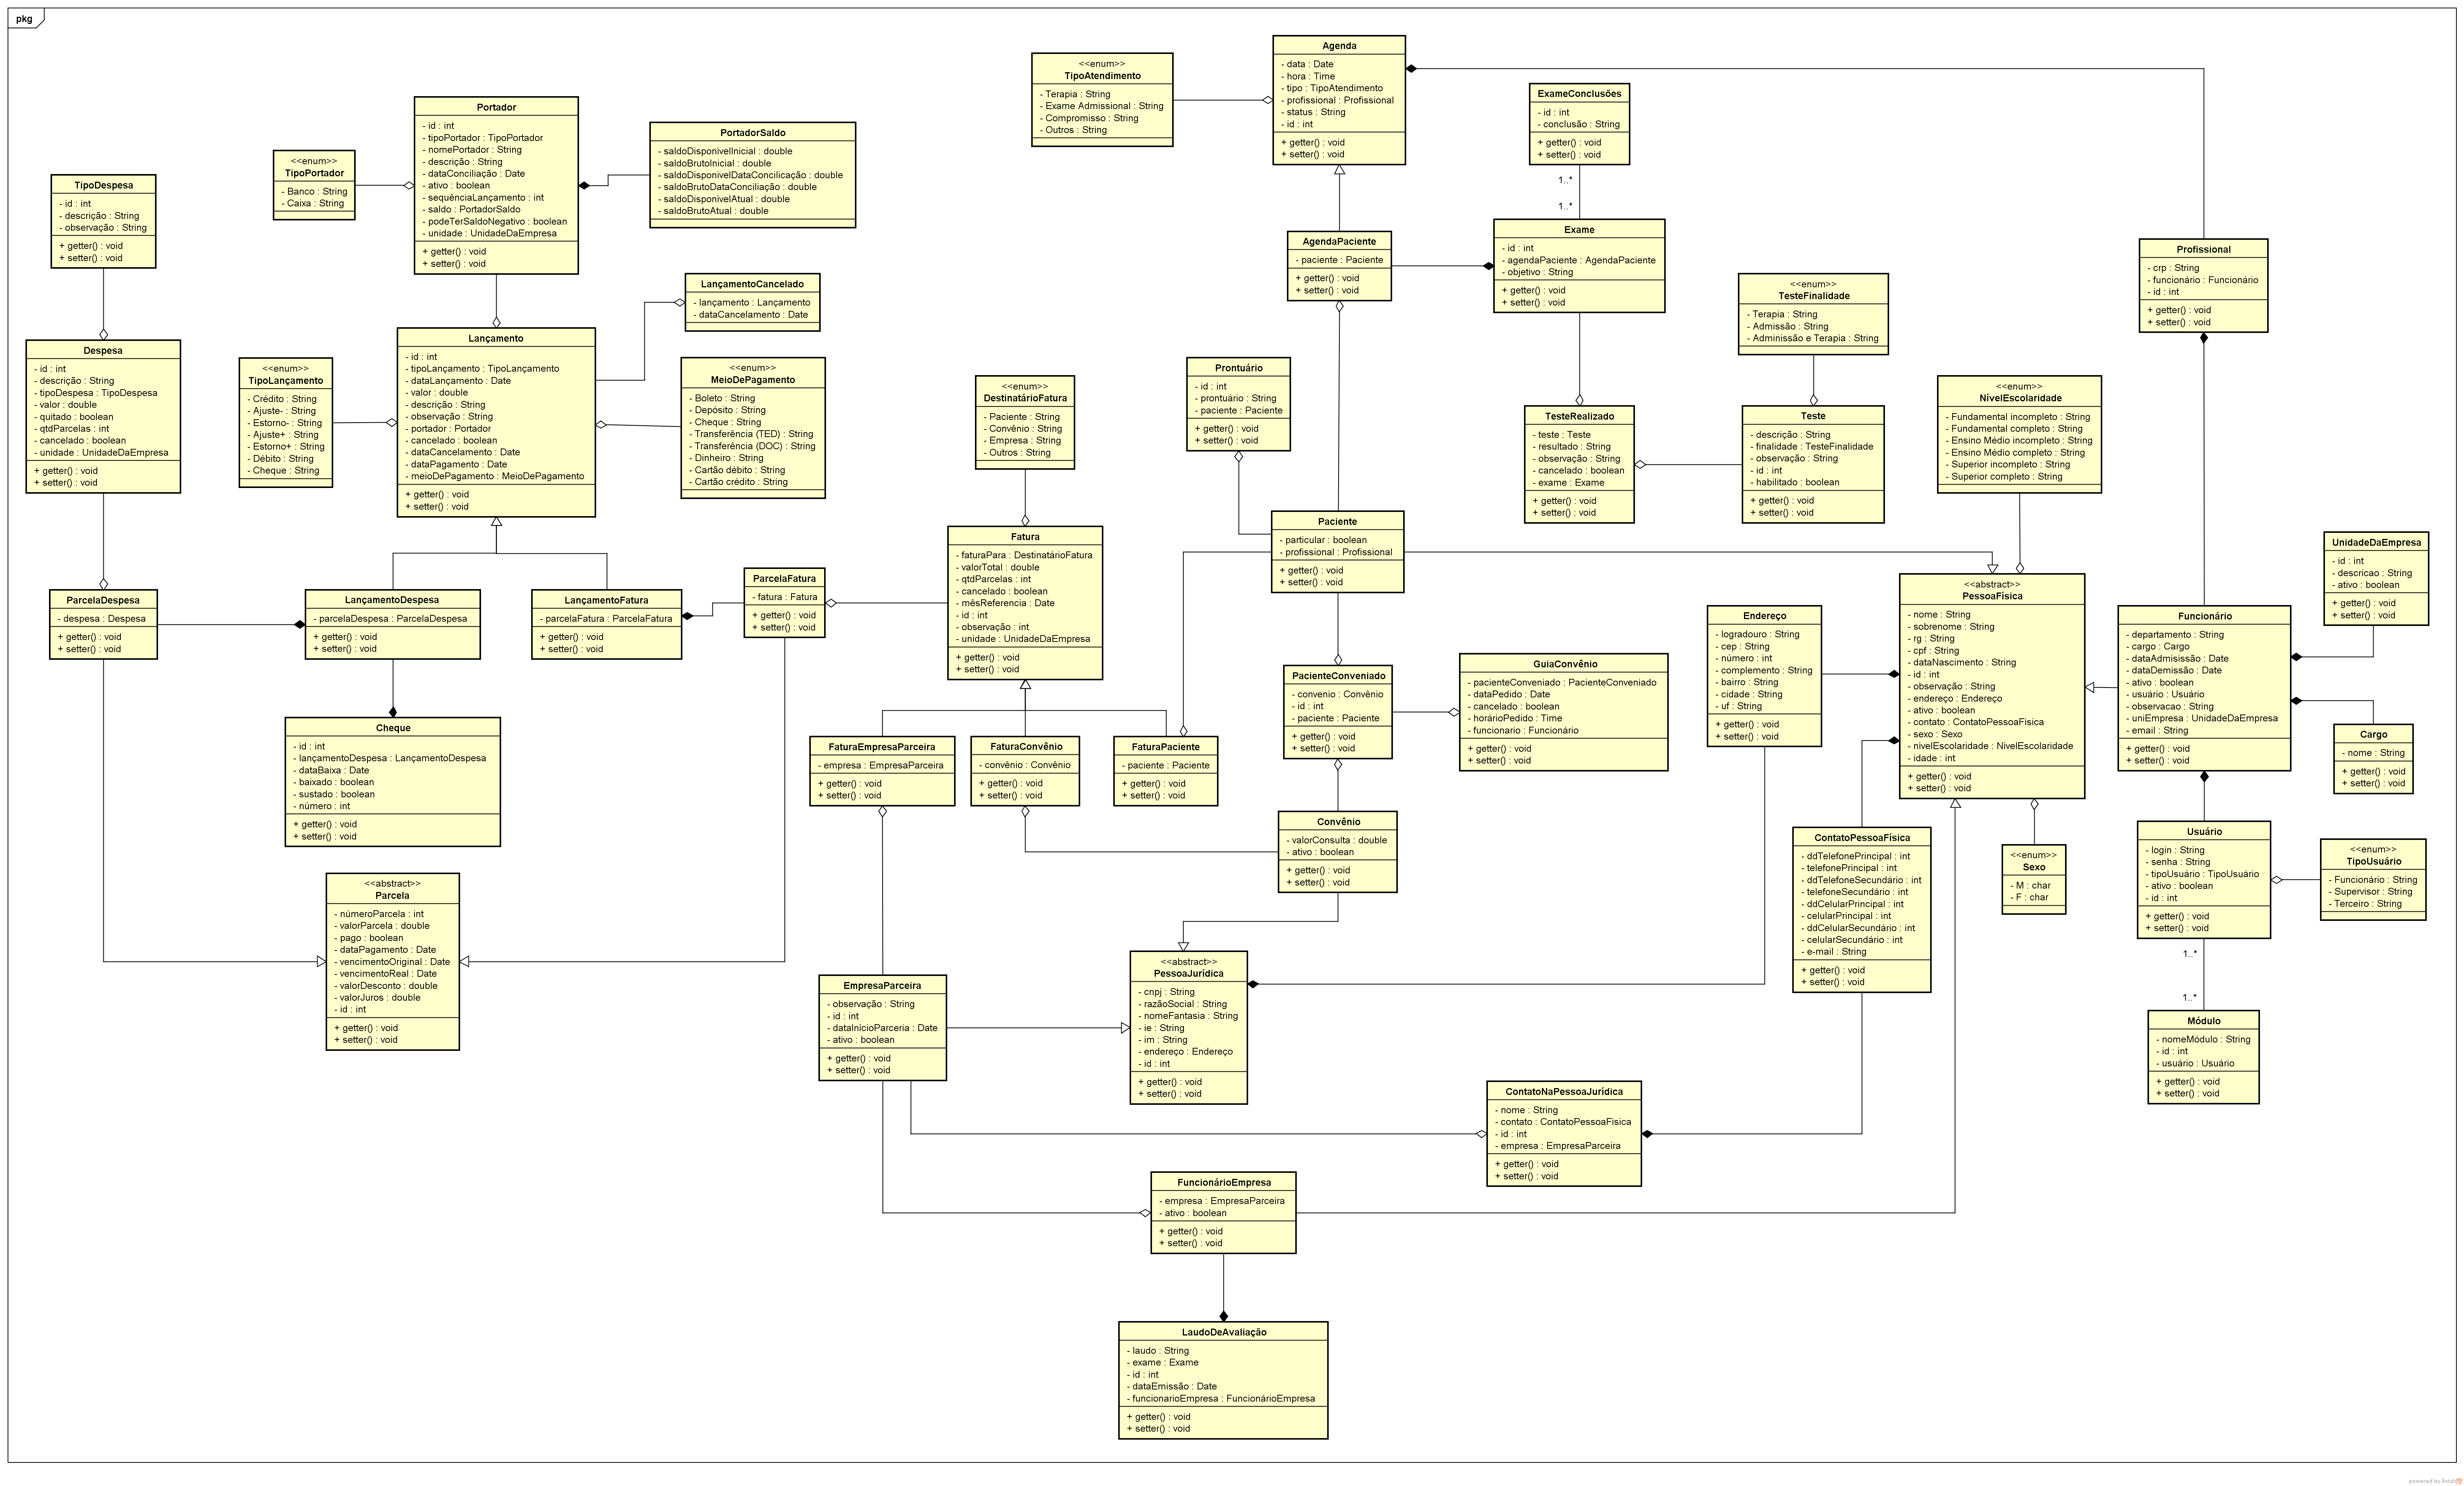 pkg
Agenda
- data : Date
- hora : Time
- tipo : TipoAtendimento
- profissional : Profissional
- status : String
- id : int
+ getter() : void
+ setter() : void
<<enum>>
TipoAtendimento
- Terapia : String
- Exame Admissional : String
- Compromisso : String
- Outros : String
ExameConclusões
- id : int
- conclusão : String
+ getter() : void
+ setter() : void
1..*
1..*
Portador
- id : int
- tipoPortador : TipoPortador
- nomePortador : String
- descrição : String
- dataConciliação : Date
- ativo : boolean
- sequênciaLançamento : int
- saldo : PortadorSaldo
- podeTerSaldoNegativo : boolean
- unidade : UnidadeDaEmpresa
+ getter() : void
+ setter() : void
PortadorSaldo
- saldoDisponivelInicial : double
- saldoBrutoInicial : double
- saldoDisponivelDataConcilicação : double
- saldoBrutoDataConciliação : double
- saldoDisponivelAtual : double
- saldoBrutoAtual : double
<<enum>>
TipoPortador
- Banco : String
- Caixa : String
TipoDespesa
- id : int
- descrição : String
- observação : String
+ getter() : void
+ setter() : void
Exame
- id : int
- agendaPaciente : AgendaPaciente
- objetivo : String
+ getter() : void
+ setter() : void
AgendaPaciente
- paciente : Paciente
+ getter() : void
+ setter() : void
Profissional
- crp : String
- funcionário : Funcionário
- id : int
+ getter() : void
+ setter() : void
LançamentoCancelado
- lançamento : Lançamento
- dataCancelamento : Date
<<enum>>
TesteFinalidade
- Terapia : String
- Admissão : String
- Adminissão e Terapia : String
Lançamento
- id : int
- tipoLançamento : TipoLançamento
- dataLançamento : Date
- valor : double
- descrição : String
- observação : String
- portador : Portador
- cancelado : boolean
- dataCancelamento : Date
- dataPagamento : Date
- meioDePagamento : MeioDePagamento
+ getter() : void
+ setter() : void
Despesa
- id : int
- descrição : String
- tipoDespesa : TipoDespesa
- valor : double
- quitado : boolean
- qtdParcelas : int
- cancelado : boolean
- unidade : UnidadeDaEmpresa
+ getter() : void
+ setter() : void
<<enum>>
TipoLançamento
- Crédito : String
- Ajuste- : String
- Estorno- : String
- Ajuste+ : String
- Estorno+ : String
- Débito : String
- Cheque : String
<<enum>>
MeioDePagamento
- Boleto : String
- Depósito : String
- Cheque : String
- Transferência (TED) : String
- Transferência (DOC) : String
- Dinheiro : String
- Cartão débito : String
- Cartão crédito : String
<<enum>>
DestinatárioFatura
- Paciente : String
- Convênio : String
- Empresa : String
- Outros : String
Prontuário
- id : int
- prontuário : String
- paciente : Paciente
+ getter() : void
+ setter() : void
TesteRealizado
- teste : Teste
- resultado : String
- observação : String
- cancelado : boolean
- exame : Exame
+ getter() : void
+ setter() : void
Teste
- descrição : String
- finalidade : TesteFinalidade
- observação : String
- id : int
- habilitado : boolean
+ getter() : void
+ setter() : void
<<enum>>
NívelEscolaridade
- Fundamental incompleto : String
- Fundamental completo : String
- Ensino Médio incompleto : String
- Ensino Médio completo : String
- Superior incompleto : String
- Superior completo : String
Paciente
- particular : boolean
- profissional : Profissional
+ getter() : void
+ setter() : void
Fatura
- faturaPara : DestinatárioFatura
- valorTotal : double
- qtdParcelas : int
- cancelado : boolean
- mêsReferencia : Date
- id : int
- observação : int
- unidade : UnidadeDaEmpresa
+ getter() : void
+ setter() : void
UnidadeDaEmpresa
- id : int
- descricao : String
- ativo : boolean
+ getter() : void
+ setter() : void
ParcelaFatura
- fatura : Fatura
+ getter() : void
+ setter() : void
ParcelaDespesa
- despesa : Despesa
+ getter() : void
+ setter() : void
LançamentoDespesa
- parcelaDespesa : ParcelaDespesa
+ getter() : void
+ setter() : void
LançamentoFatura
- parcelaFatura : ParcelaFatura
+ getter() : void
+ setter() : void
<<abstract>>
PessoaFísica
- nome : String
- sobrenome : String
- rg : String
- cpf : String
- dataNascimento : String
- id : int
- observação : String
- endereço : Endereço
- ativo : boolean
- contato : ContatoPessoaFisica
- sexo : Sexo
- nivelEscolaridade : NivelEscolaridade
- idade : int
+ getter() : void
+ setter() : void
Endereço
- logradouro : String
- cep : String
- número : int
- complemento : String
- bairro : String
- cidade : String
- uf : String
+ getter() : void
+ setter() : void
Funcionário
- departamento : String
- cargo : Cargo
- dataAdmisissão : Date
- dataDemissão : Date
- ativo : boolean
- usuário : Usuário
- observacao : String
- uniEmpresa : UnidadeDaEmpresa
- email : String
+ getter() : void
+ setter() : void
PacienteConveniado
- convenio : Convênio
- id : int
- paciente : Paciente
+ getter() : void
+ setter() : void
GuiaConvênio
- pacienteConveniado : PacienteConveniado
- dataPedido : Date
- cancelado : boolean
- horárioPedido : Time
- funcionario : Funcionário
+ getter() : void
+ setter() : void
Cargo
- nome : String
+ getter() : void
+ setter() : void
Cheque
- id : int
- lançamentoDespesa : LançamentoDespesa
- dataBaixa : Date
- baixado : boolean
- sustado : boolean
- número : int
+ getter() : void
+ setter() : void
FaturaEmpresaParceira
- empresa : EmpresaParceira
+ getter() : void
+ setter() : void
FaturaConvênio
- convênio : Convênio
+ getter() : void
+ setter() : void
FaturaPaciente
- paciente : Paciente
+ getter() : void
+ setter() : void
Convênio
- valorConsulta : double
- ativo : boolean
+ getter() : void
+ setter() : void
ContatoPessoaFísica
- ddTelefonePrincipal : int
- telefonePrincipal : int
- ddTelefoneSecundário : int
- telefoneSecundário : int
- ddCelularPrincipal : int
- celularPrincipal : int
- ddCelularSecundário : int
- celularSecundário : int
- e-mail : String
+ getter() : void
+ setter() : void
<<enum>>
Sexo
- M : char
- F : char
Usuário
- login : String
- senha : String
- tipoUsuário : TipoUsuário
- ativo : boolean
- id : int
+ getter() : void
+ setter() : void
<<enum>>
TipoUsuário
- Funcionário : String
- Supervisor : String
- Terceiro : String
1..*
1..*
<<abstract>>
Parcela
- númeroParcela : int
- valorParcela : double
- pago : boolean
- dataPagamento : Date
- vencimentoOriginal : Date
- vencimentoReal : Date
- valorDesconto : double
- valorJuros : double
- id : int
+ getter() : void
+ setter() : void
<<abstract>>
PessoaJurídica
- cnpj : String
- razãoSocial : String
- nomeFantasia : String
- ie : String
- im : String
- endereço : Endereço
- id : int
+ getter() : void
+ setter() : void
EmpresaParceira
- observação : String
- id : int
- dataInicioParceria : Date
- ativo : boolean
+ getter() : void
+ setter() : void
Módulo
- nomeMódulo : String
- id : int
- usuário : Usuário
+ getter() : void
+ setter() : void
ContatoNaPessoaJurídica
- nome : String
- contato : ContatoPessoaFisica
- id : int
- empresa : EmpresaParceira
+ getter() : void
+ setter() : void
FuncionárioEmpresa
- empresa : EmpresaParceira
- ativo : boolean
+ getter() : void
+ setter() : void
LaudoDeAvaliação
- laudo : String
- exame : Exame
- id : int
- dataEmissão : Date
- funcionarioEmpresa : FuncionárioEmpresa
+ getter() : void
+ setter() : void
powered by Astah